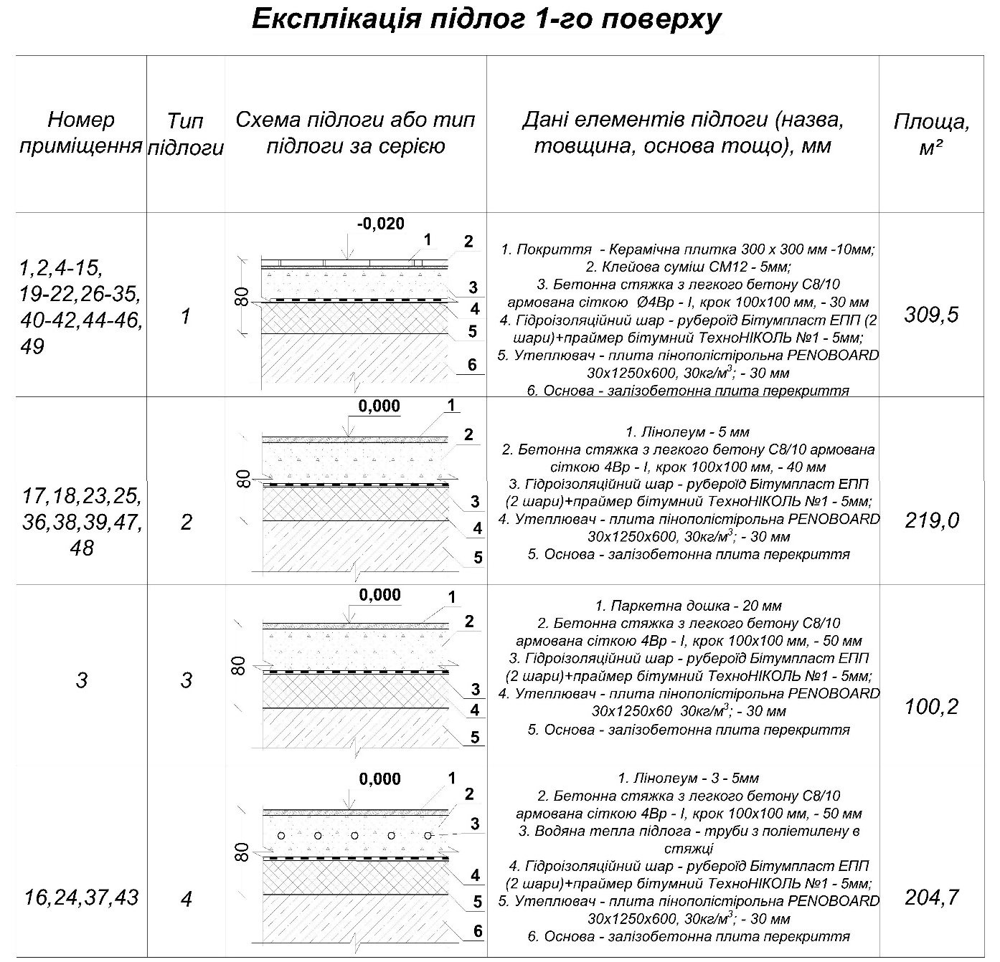 Експлікація підлог 1-го поверху
Номер
приміщення
Тип
підлоги
Схема підлоги або тип
підлоги за серією
Дані елементів підлоги (назва,
товщина, основа тощо), мм
Площа,
м²
1,2,4-15,
19-22,26-35,
40-42,44-46,
49
1
-0,020
1
2
3
4
5
6
80
1. Покриття - Керамічна плитка 300 х 300 мм -10мм;
2. Клейова суміш СМ12 - 5мм;
3. Бетонна стяжка з легкого бетону С8/10
армована сіткою Ø4Вр - І, крок 100х100 мм, - 30 мм
4. Гідроізоляційний шар - рубероїд Бітумпласт ЕПП (2
шари)+праймер бітумний ТехноНІКОЛЬ №1 - 5мм;
5. Утеплювач - плита пінополістірольна PENOBOARD
30х1250х600, 30кг/м³; - 30 мм
6. Основа - залізобетонна плита перекриття
309,5
17,18,23,25,
36,38,39,47,
48
2
0,000
1
2
3
4
5
80
1. Лінолеум - 5 мм
2. Бетонна стяжка з легкого бетону С8/10 армована
сіткою 4Вр - І, крок 100х100 мм, - 40 мм
3. Гідроізоляційний шар - рубероїд Бітумпласт ЕПП
(2 шари)+праймер бітумний ТехноНІКОЛЬ №1 - 5мм;
4. Утеплювач - плита пінополістірольна PENOBOARD
30х1250х600, 30кг/м³; - 30 мм
5. Основа - залізобетонна плита перекриття
219,0
3
3
0,000
1
2
3
4
5
80
1. Паркетна дошка - 20 мм
2. Бетонна стяжка з легкого бетону С8/10
армована сіткою 4Вр - І, крок 100х100 мм, - 50 мм
3. Гідроізоляційний шар - рубероїд Бітумпласт ЕПП
(2 шари)+праймер бітумний ТехноНІКОЛЬ №1 - 5мм;
4. Утеплювач - плита пінополістірольна PENOBOARD
30х1250х60 30кг/м³; - 30 мм
5. Основа - залізобетонна плита перекриття
100,2
16,24,37,43
4
0,000
1
2
3
4
5
6
80
1. Лінолеум - 3 - 5мм
2. Бетонна стяжка з легкого бетону С8/10
армована сіткою 4Вр - І, крок 100х100 мм, - 50 мм
3. Водяна тепла підлога - труби з поліетилену в
стяжці
4. Гідроізоляційний шар - рубероїд Бітумпласт ЕПП
(2 шари)+праймер бітумний ТехноНІКОЛЬ №1 - 5мм;
5. Утеплювач - плита пінополістірольна PENOBOARD
30х1250х600, 30кг/м³; - 30 мм
6. Основа - залізобетонна плита перекриття
204,7